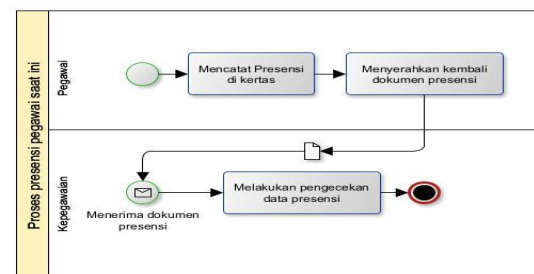 Proses presensi pegawai saat ini
Pegawai
Mencatat Presensi
di kertas
Menyerahkan kembali
dokumen presensi
Kepegawaian
Menerima dokumen
presensi
Melakukan pengecekan
data presensi